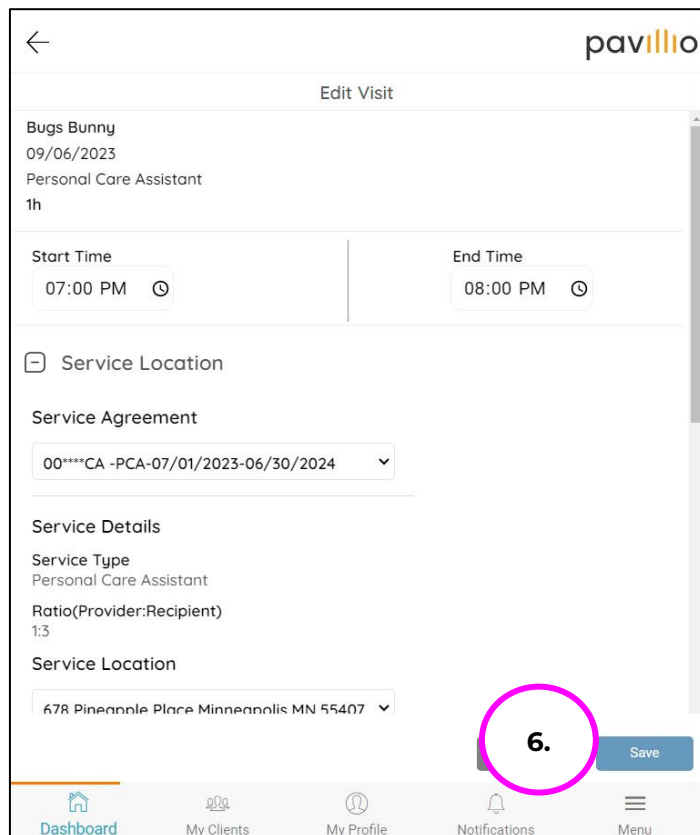 pavillio
Edit Visit
Bugs Bunny
09/06/2023
Personal Care Assistant
1h
Start Time End Time
07:00 PM 08:00 PM
Service Location
Service Agreement
00****CA -PCA-07/01/2023-06/30/2024
Service Details
Service Type
Personal Care Assistant
Ratio(Provider:Recipient)
1:3
Service Location
678 Pineapple Place Minneapolis MN 55407
6. Save
Dashboard My Clients My Profile Notifications Menu